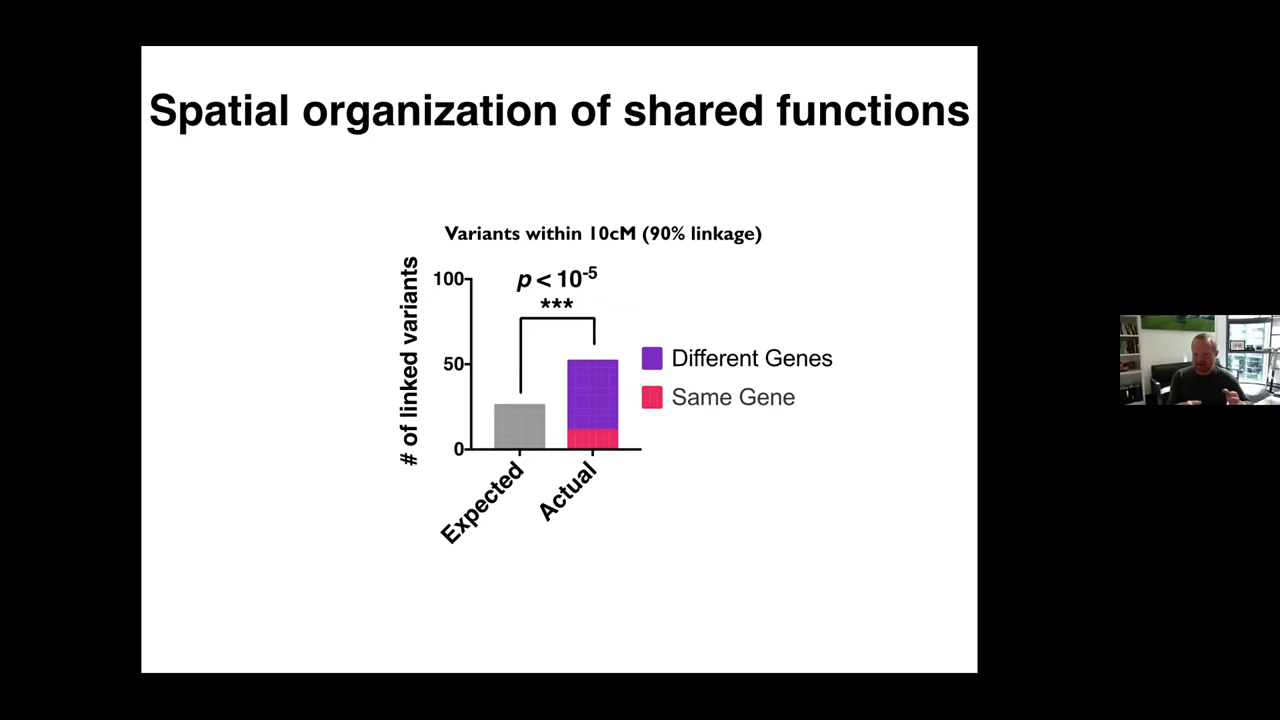 Spatial organization of shared functions
Variants within 10cM (90% linkage)
# of linked variants
100
50
0
p < 10-5
***
Different Genes
Same Gene
Expected
Actual